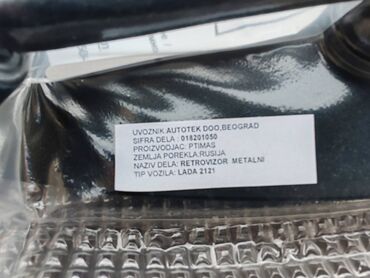 UVOZNIK AUTOTEK DOO,BEOGRAD
SIFRA DELA : 018201050
PROIZVODJAC: PTIMAS
ZEMLJA POREKLA,RUSIJA
NAZIV DELA: RETROVIZOR METALNI
TIP VOZILA: LADA 2121